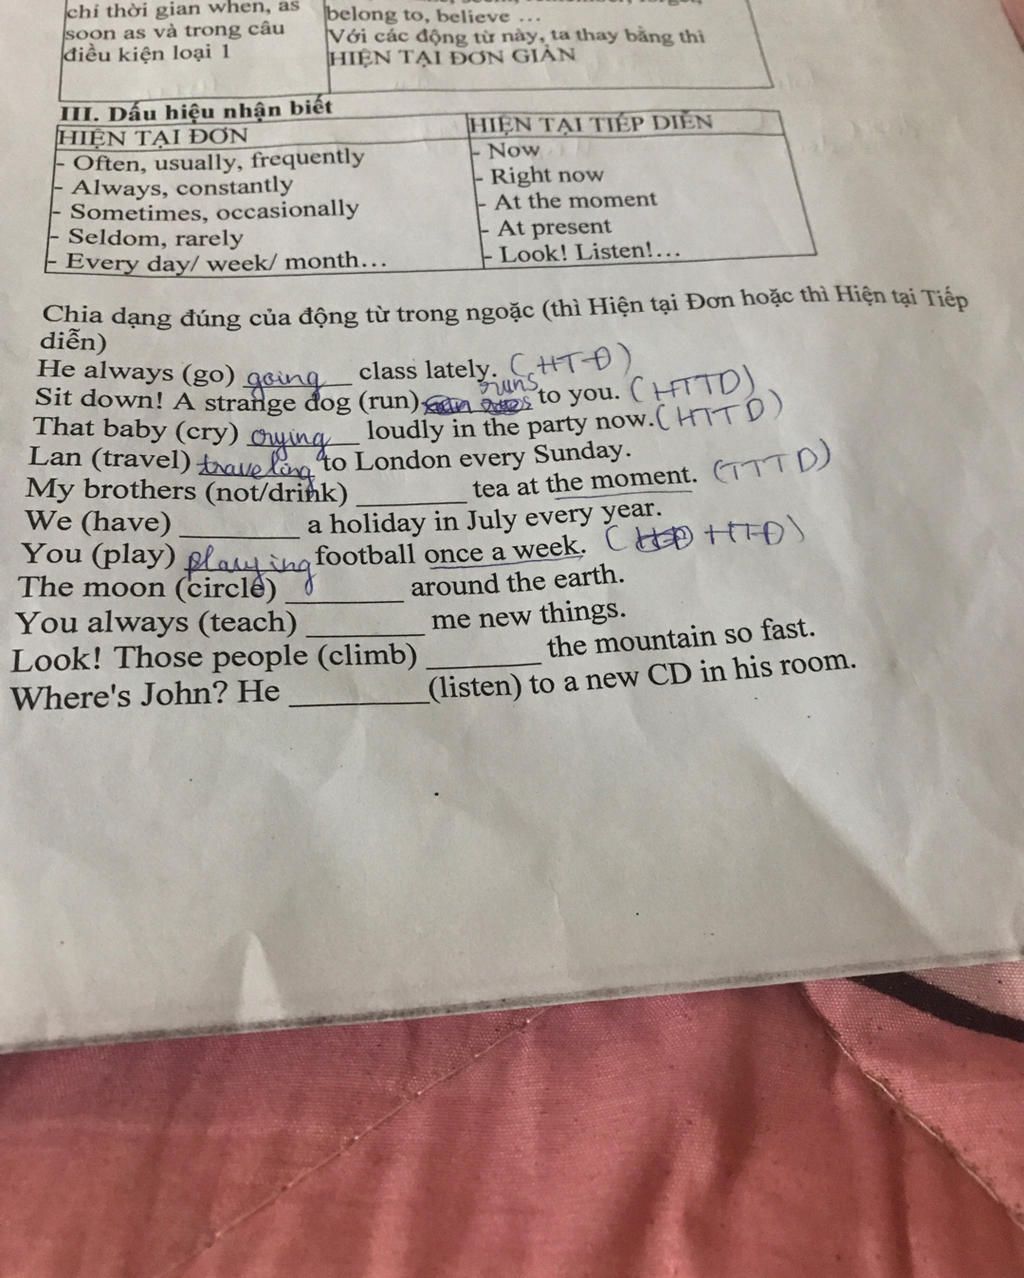 chỉ thời gian when, as
soon as và trong câu
điều kiện loại 1
belong to, believe ...
Với các động từ này, ta thay bằng thì
HIỆN TẠI ĐƠN GIẢN
III. Dấu hiệu nhận biết
HIỆN TẠI ĐƠN
- Often, usually, frequently
- Always, constantly
- Sometimes, occasionally
- Seldom, rarely
- Every day/ week/ month...
HIỆN TẠI TIẾP DIỄN
- Now
- Right now
- At the moment
- At present
- Look! Listen!...
Chia dạng đúng của động từ trong ngoặc (thì Hiện tại Đơn hoặc thì Hiện tại Tiếp
diễn)
He always (go) going class lately. (HTĐ)
runs
Sit down! A strange dog (run) to you. (HTTD)
That baby (cry) crying loudly in the party now. (HTTD)
Lan (travel) traveling to London every Sunday.
My brothers (not/drink) ________ tea at the moment. (TTTD)
We (have) ________ a holiday in July every year.
You (play) playing football once a week. (HTĐ)
The moon (circle) ________ around the earth.
You always (teach) ________ me new things.
Look! Those people (climb) ________ the mountain so fast.
Where's John? He ________ (listen) to a new CD in his room.